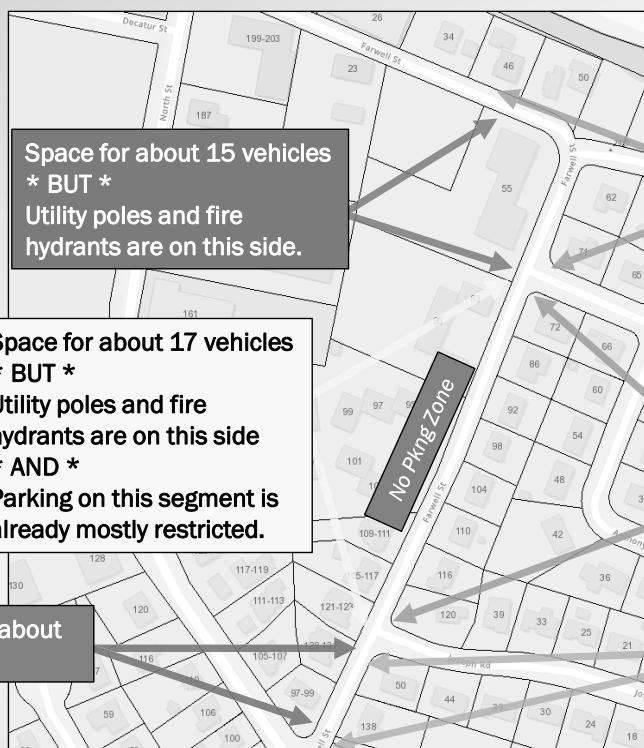 26
Decatur St
199-203
34
Farwell St
46
23
50
North St
187
Space for about 15 vehicles
* BUT *
Utility poles and fire
hydrants are on this side.
Farwell St
55
62
74
65
161
72
66
Space for about 17 vehicles
* BUT *
Utility poles and fire
hydrants are on this side
* AND *
Parking on this segment is
already mostly restricted.
86
60
No Pkng Zone
99
97
92
54
98
101
48
104
Farwell St
109-111
110
42
128
130
117-119
116
36
111-113
121-123
120
120
39
33
25
about
21
116
105-107
Joseph Rd
50
97-99
44
30
59
106
138
24
100
18